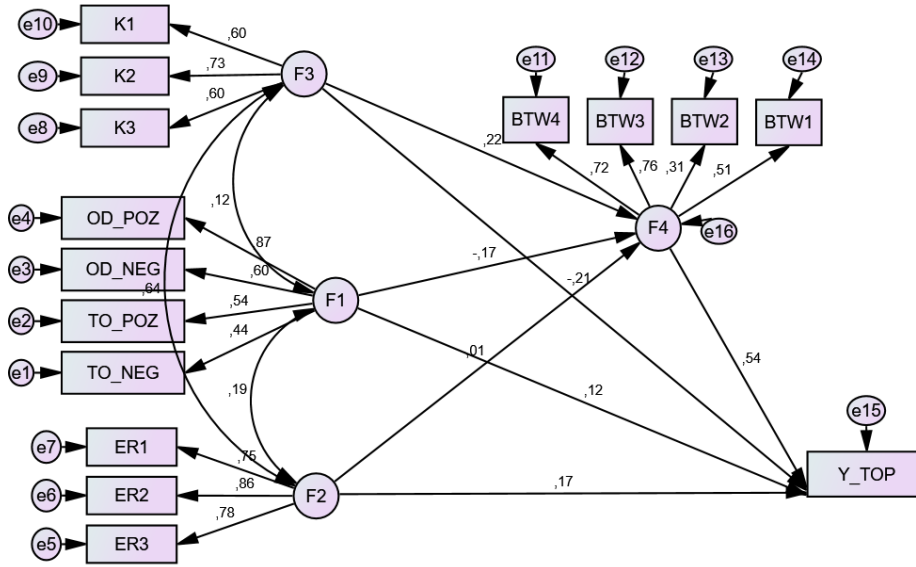 e10
K1
,60
e9
K2
,73
F3
e8
K3
,60
e11
e12
e13
e14
BTW4
BTW3
BTW2
BTW1
,22
,72
,76
,31
,51
e4
OD_POZ
,12
87
F4
e16
e3
OD_NEG
,60
-,17
-,21
,64
F1
e2
TO_POZ
,54
e1
TO_NEG
,44
,01
,54
,19
,12
e15
e7
ER1
,75
Y_TOP
e6
ER2
,86
F2
,17
e5
ER3
,78